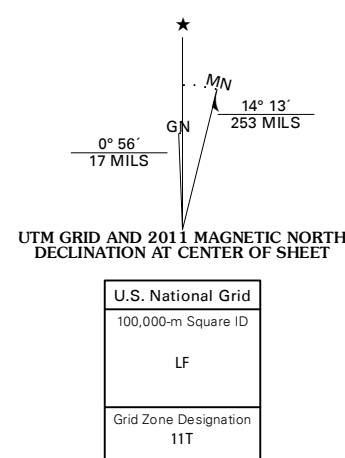 ★
MN
14° 13´
253 MILS
GN
0° 56´
17 MILS
UTM GRID AND 2011 MAGNETIC NORTH
DECLINATION AT CENTER OF SHEET
U.S. National Grid
100,000-m Square ID
LF
Grid Zone Designation
11T